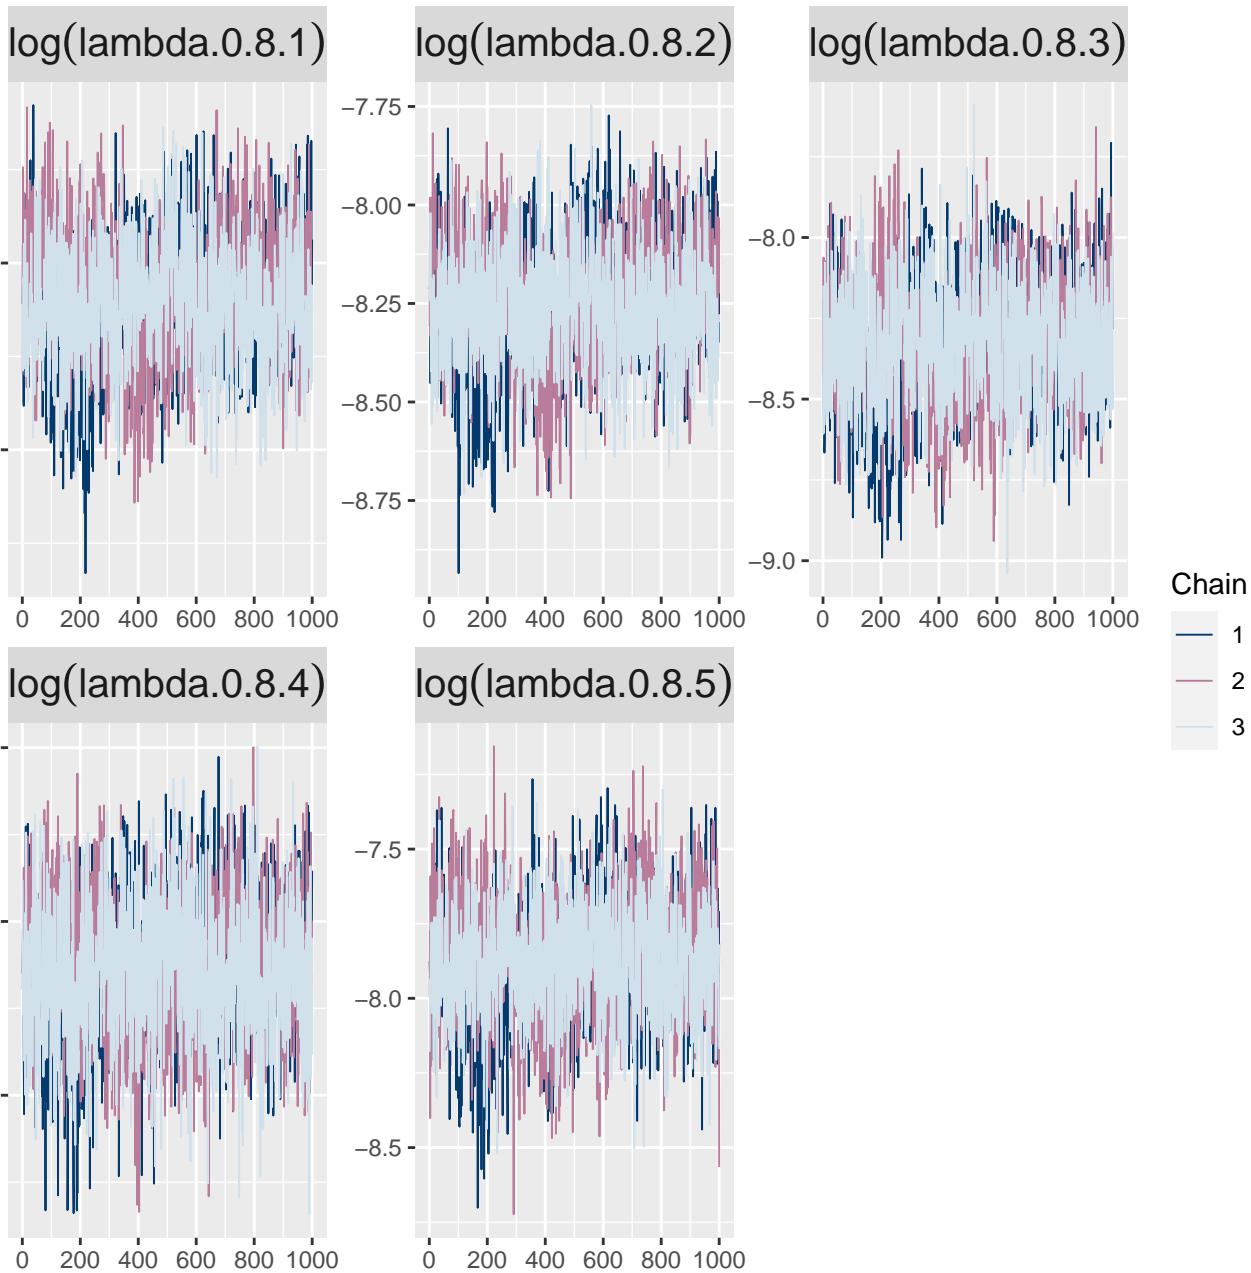 log(lambda.0.8.1) log(lambda.0.8.2) log(lambda.0.8.3)
−7.75
−8.00
−8.25
−8.50
−8.75
−8.0
−8.5
−9.0
0 200 400 600 800 1000 0 200 400 600 800 1000 0 200 400 600 800 1000
log(lambda.0.8.4) log(lambda.0.8.5)
−7.5
−8.0
−8.5
0 200 400 600 800 1000 0 200 400 600 800 1000
Chain
1
2
3